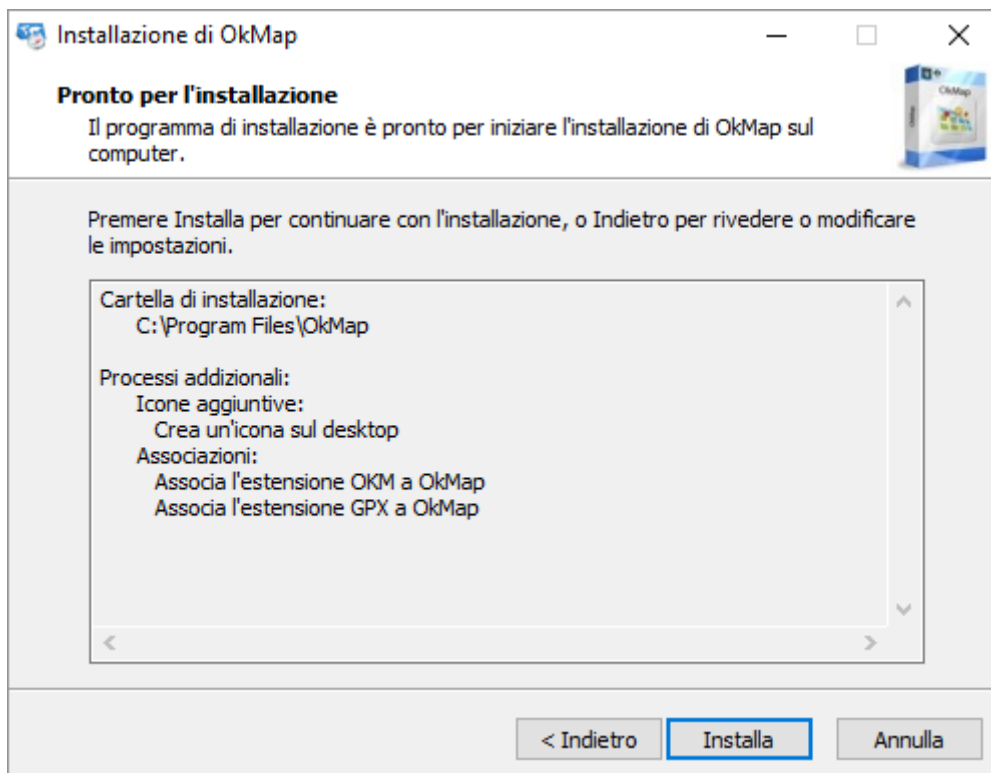 Installazione di OkMap
Pronto per l'installazione
Il programma di installazione è pronto per iniziare l'installazione di OkMap sul
computer.
OkMap
Premere Installa per continuare con l'installazione, o Indietro per rivedere o modificare
le impostazioni.
Cartella di installazione:
C:\Program Files\OkMap
Processi addizionali:
Icone aggiuntive:
Crea un'icona sul desktop
Associazioni:
Associa l'estensione OKM a OkMap
Associa l'estensione GPX a OkMap
< Indietro
Installa
Annulla